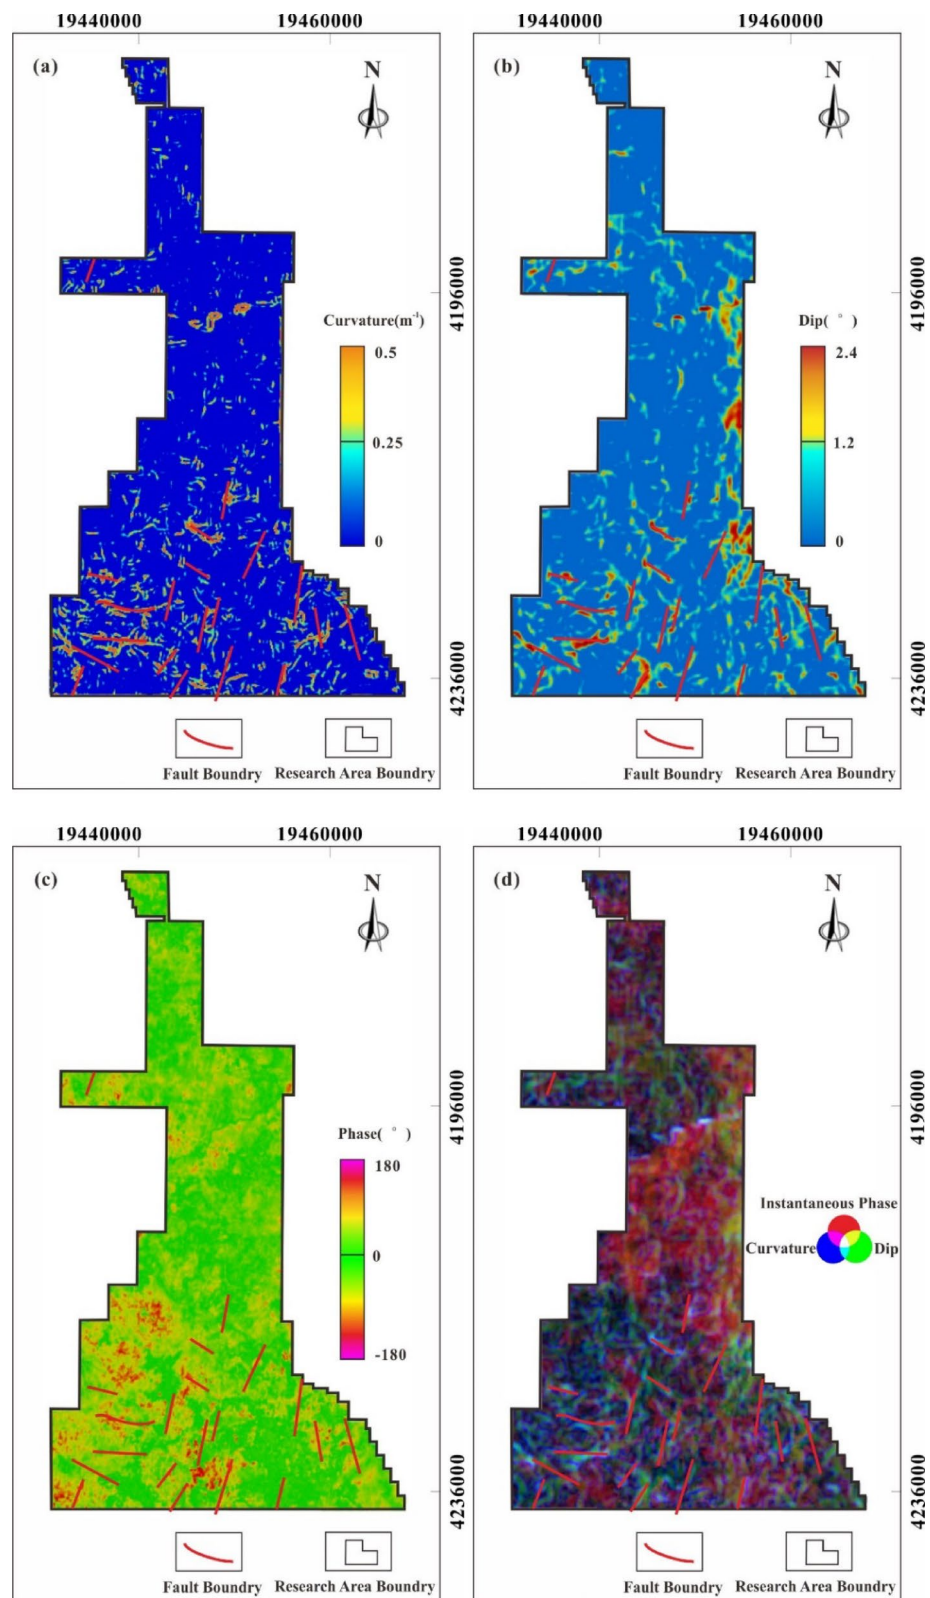 19440000 19460000
(a)
N
4196000
Curvature(m⁻¹)
0.5
0.25
0
4236000
Fault Boundry Research Area Boundry
19440000 19460000
(b)
N
4196000
Dip( ° )
2.4
1.2
0
4236000
Fault Boundry Research Area Boundry
19440000 19460000
(c)
N
4196000
Phase( ° )
180
0
-180
4236000
Fault Boundry Research Area Boundry
19440000 19460000
(d)
N
4196000
Instantaneous Phase
Curvature Dip
4236000
Fault Boundry Research Area Boundry